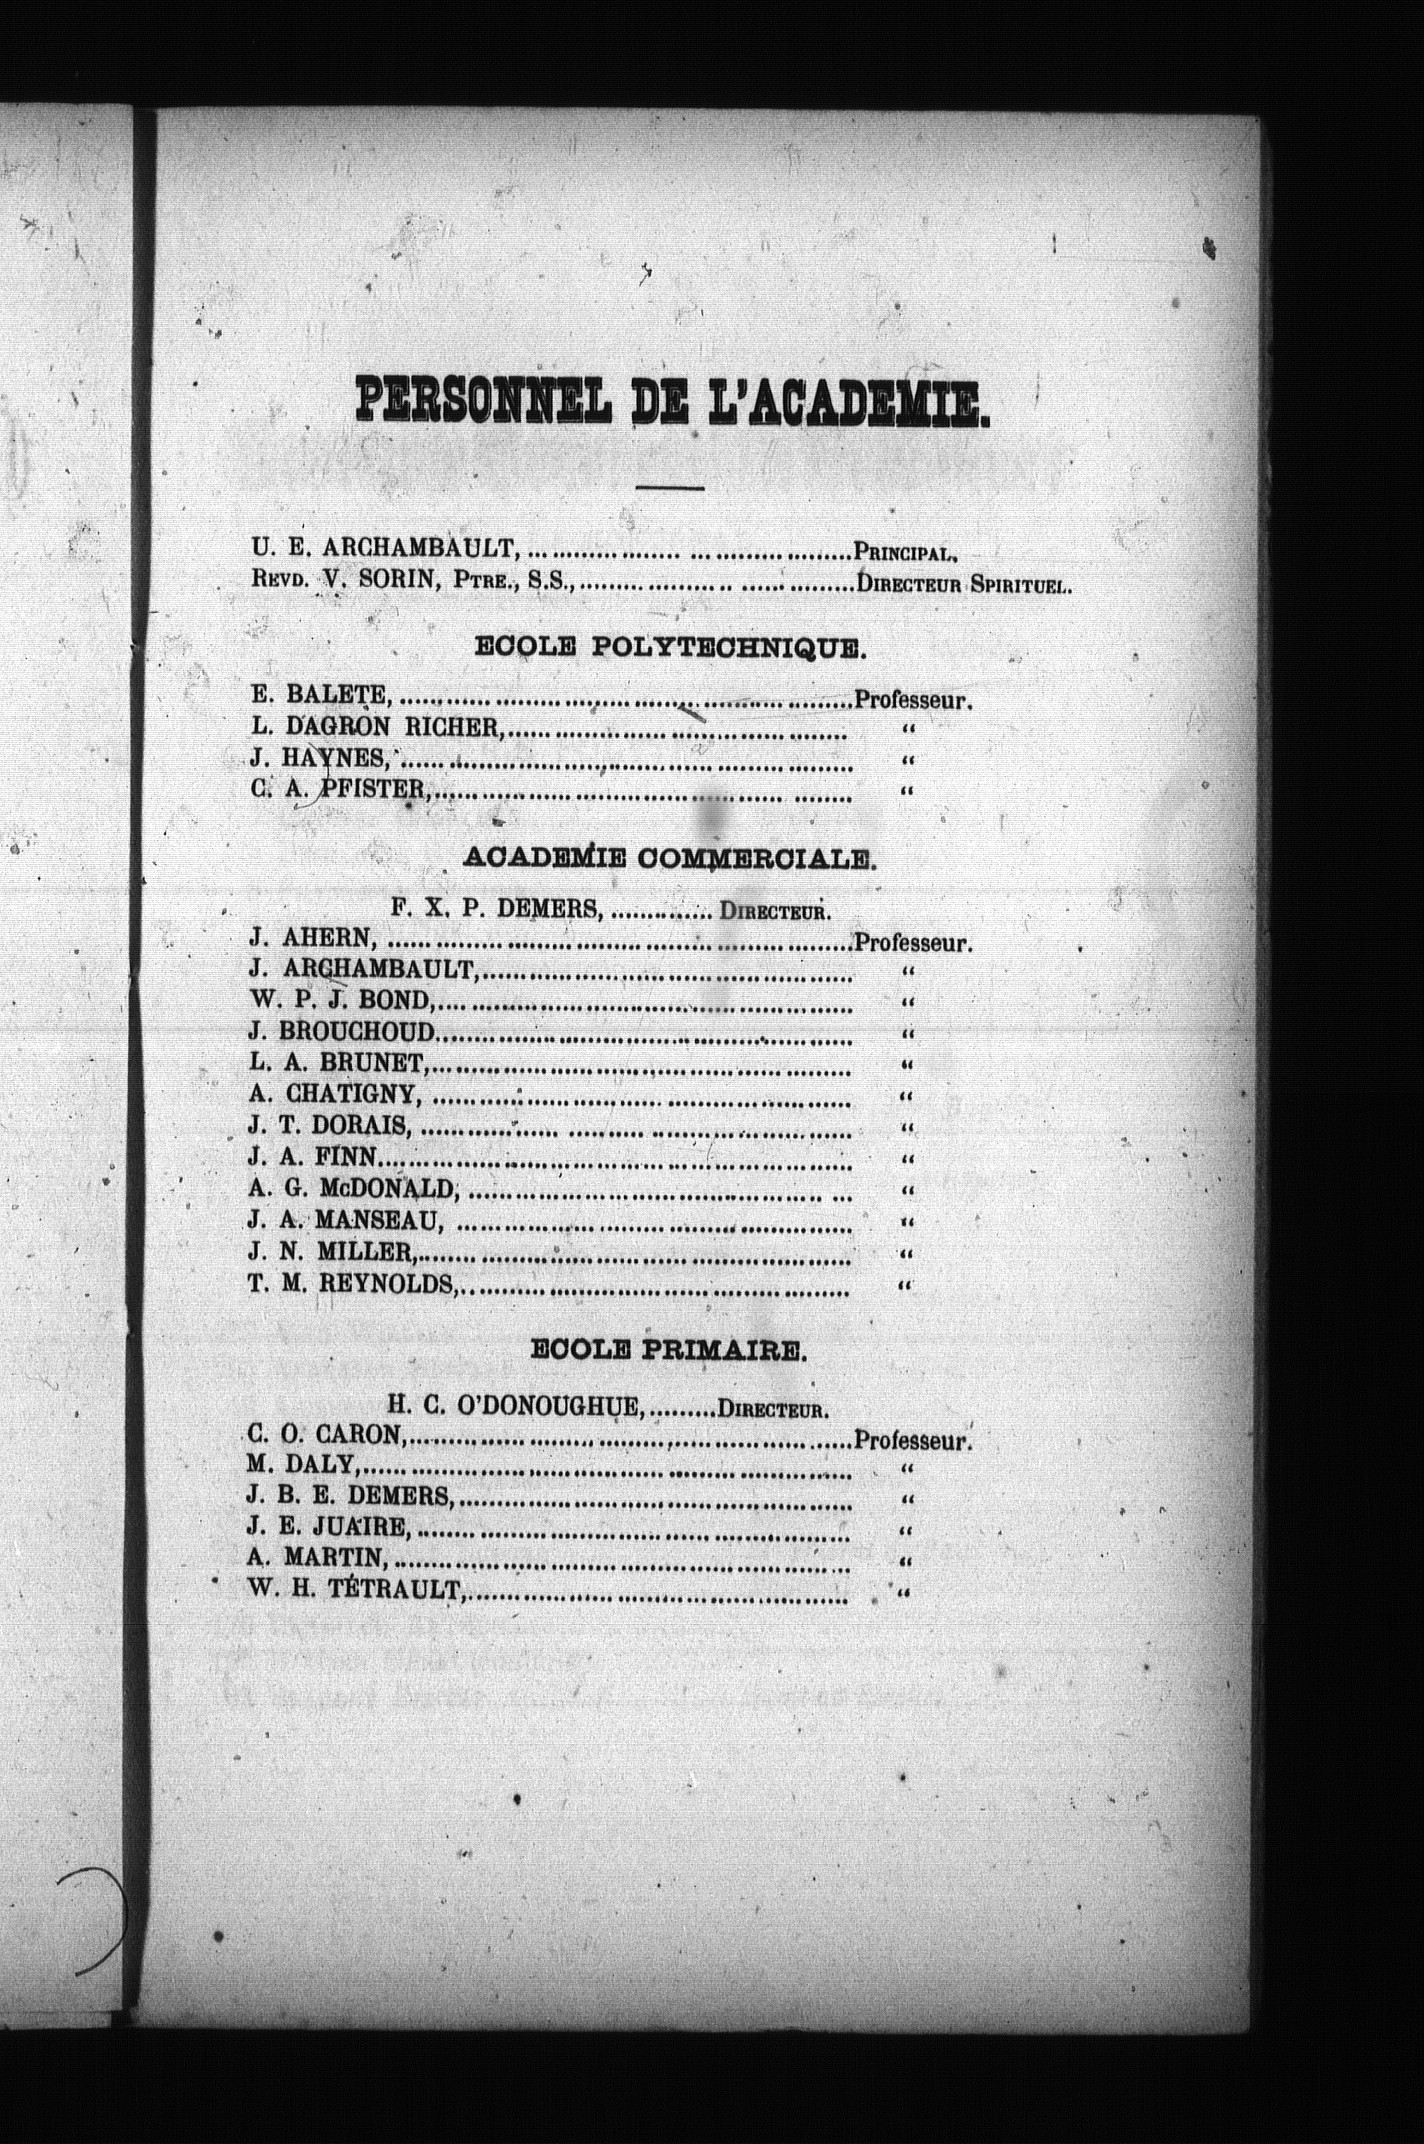 PERSONNEL DE L'ACADEMIE.
U. E. ARCHAMBAULT, ........................................PRINCIPAL.
REVD. V. SORIN, PTRE., S.S., ........................................DIRECTEUR SPIRITUEL.
ECOLE POLYTECHNIQUE.
E. BALETE, ........................................Professeur.
L. DAGRON RICHER, ........................................ “
J. HAYNES, ........................................ “
C. A. PFISTER, ........................................ “
ACADEMIE COMMERCIALE.
F. X. P. DEMERS, .............. DIRECTEUR.
J. AHERN, ........................................Professeur.
J. ARCHAMBAULT, ........................................ “
W. P. J. BOND, ........................................ “
J. BROUCHOUD........................................ “
L. A. BRUNET, ........................................ “
A. CHATIGNY, ........................................ “
J. T. DORAIS, ........................................ “
J. A. FINN........................................ “
A. G. McDONALD, ........................................ “
J. A. MANSEAU, ........................................ “
J. N. MILLER, ........................................ “
T. M. REYNOLDS, ........................................ “
ECOLE PRIMAIRE.
H. C. O'DONOUGHUE, .........DIRECTEUR.
C. O. CARON, ........................................Professeur.
M. DALY, ........................................ “
J. B. E. DEMERS, ........................................ “
J. E. JUAIRE, ........................................ “
A. MARTIN, ........................................ “
W. H. TÉTRAULT, ........................................ “